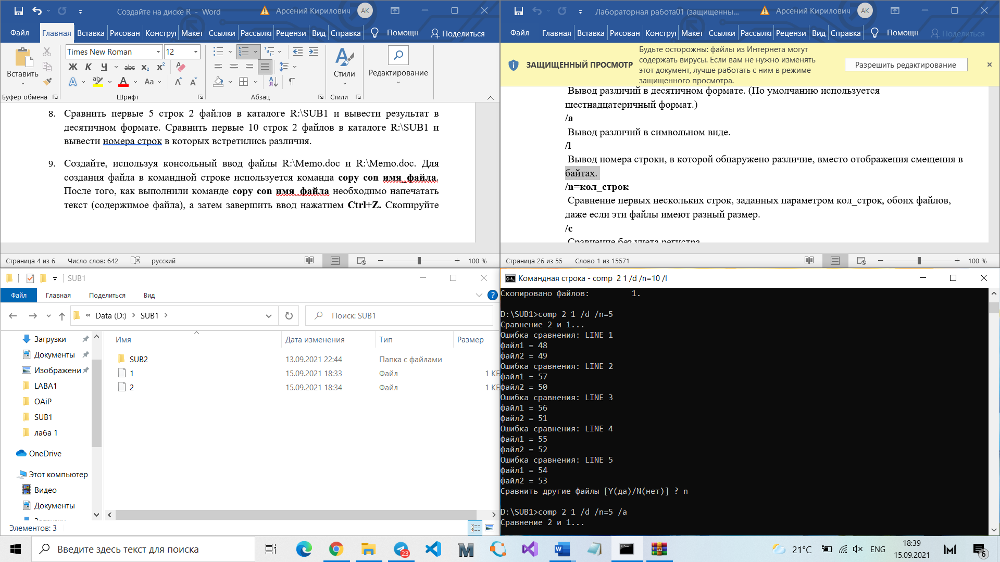 Создайте на диске R - Word
Арсений Кирилович
АК
Файл
Главная
Вставка
Рисован
Констру
Макет
Ссылки
Рассылк
Рецензи
Вид
Справка
Помощн
Поделиться
Вставить
Буфер обмена
Times New Roman
12
Ж К Ч abc x₂ x²
А А Aa А А
Шрифт
Абзац
Стили
Стили
Редактирование
8. Сравнить первые 5 строк 2 файлов в каталоге R:\SUB1 и вывести результат в
десятичном формате. Сравнить первые 10 строк 2 файлов в каталоге R:\SUB1 и
вывести номера строк в которых встретились различия.
9. Создайте, используя консольный ввод файлы R:\Memo.doc и R:\Memo.doc. Для
создания файла в командной строке используется команда copy con имя_файла.
После того, как выполнили команде copy con имя_файла необходимо напечатать
текст (содержимое файла), а затем завершить ввод нажатием Ctrl+Z. Скопируйте
Страница 4 из 6
Число слов: 642
русский
100 %
Лабораторная работа01 (защищенны...
Арсений Кирилович
АК
Файл
Главная
Вставка
Рисован
Констру
Макет
Ссылки
Рассылк
Рецензи
Вид
Справка
Помощн
Поделиться
ЗАЩИЩЕННЫЙ ПРОСМОТР
Будьте осторожны: файлы из Интернета могут
содержать вирусы. Если вам не нужно изменять
этот документ, лучше работать с ним в режиме
защищенного просмотра.
Разрешить редактирование
Вывод различий в десятичном формате. (По умолчанию используется
шестнадцатеричный формат.)
/a
Вывод различий в символьном виде.
/l
Вывод номера строки, в которой обнаружено различие, вместо отображения смещения в
байтах.
/n=кол_строк
Сравнение первых нескольких строк, заданных параметром кол_строк, обоих файлов,
даже если эти файлы имеют разный размер.
/c
Сравнение без учета регистра
Страница 26 из 55
Слово 1 из 15571
100 %
SUB1
Файл
Главная
Поделиться
Вид
« Data (D:) > SUB1 >
Поиск: SUB1
Загрузки
Документы
Изображени
LABA1
OAiP
SUB1
лаба 1
OneDrive
Этот компьютер
Видео
Документы
Загрузки
Имя
Дата изменения
Тип
Размер
SUB2 13.09.2021 22:44 Папка с файлами
1 15.09.2021 18:33 Файл 1 КБ
2 15.09.2021 18:34 Файл 1 КБ
Элементов: 3
Командная строка - comp 2 1 /d /n=10 /l
Скопировано файлов: 1.
D:\SUB1>comp 2 1 /d /n=5
Сравнение 2 и 1...
Ошибка сравнения: LINE 1
файл1 = 48
файл2 = 49
Ошибка сравнения: LINE 2
файл1 = 57
файл2 = 50
Ошибка сравнения: LINE 3
файл1 = 56
файл2 = 51
Ошибка сравнения: LINE 4
файл1 = 55
файл2 = 52
Ошибка сравнения: LINE 5
файл1 = 54
файл2 = 53
Сравнить другие файлы [Y(да)/N(нет)] ? n
D:\SUB1>comp 2 1 /d /n=5 /a
Сравнение 2 и 1...
Введите здесь текст для поиска
23
21°C
ENG
18:39
15.09.2021
6